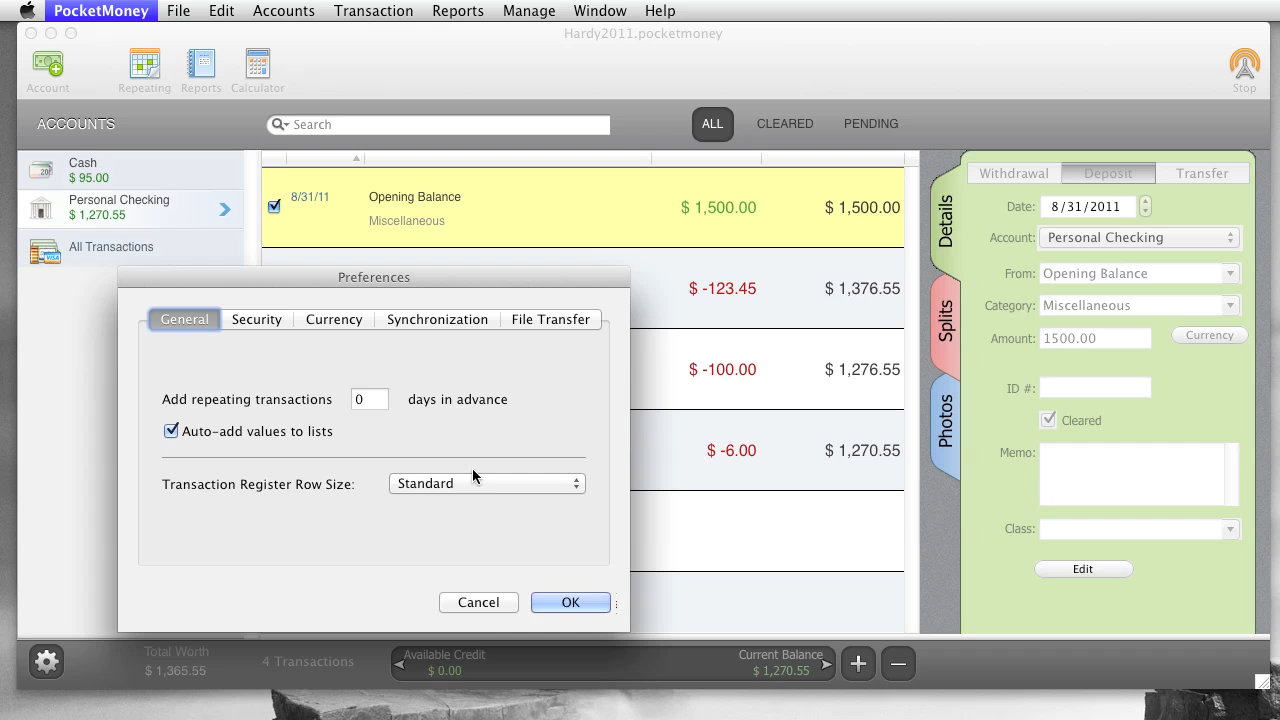 PocketMoney File Edit Accounts Transaction Reports Manage Window Help
Hardy2011.pocketmoney
Account Repeating Reports Calculator Stop
ACCOUNTS Search ALL CLEARED PENDING
Cash
$ 95.00
Personal Checking
$ 1,270.55
All Transactions
8/31/11 Opening Balance $ 1,500.00 $ 1,500.00
Miscellaneous
$ -123.45 $ 1,376.55
$ -100.00 $ 1,276.55
$ -6.00 $ 1,270.55
Preferences
General Security Currency Synchronization File Transfer
Add repeating transactions 0 days in advance
Auto-add values to lists
Transaction Register Row Size: Standard
Cancel OK
Details
Splits
Photos
Withdrawal Deposit Transfer
Date: 8/31/2011
Account: Personal Checking
From: Opening Balance
Category: Miscellaneous
Amount: 1500.00 Currency
ID #:
Cleared
Memo:
Class:
Edit
Total Worth
$ 1,365.55
4 Transactions
Available Credit
$ 0.00
Current Balance
$ 1,270.55